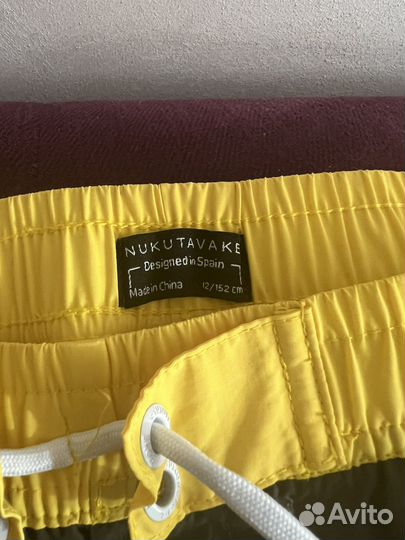 NUKUTAVAKE
Designed in Spain
Made in China 12/152 cm
Avito